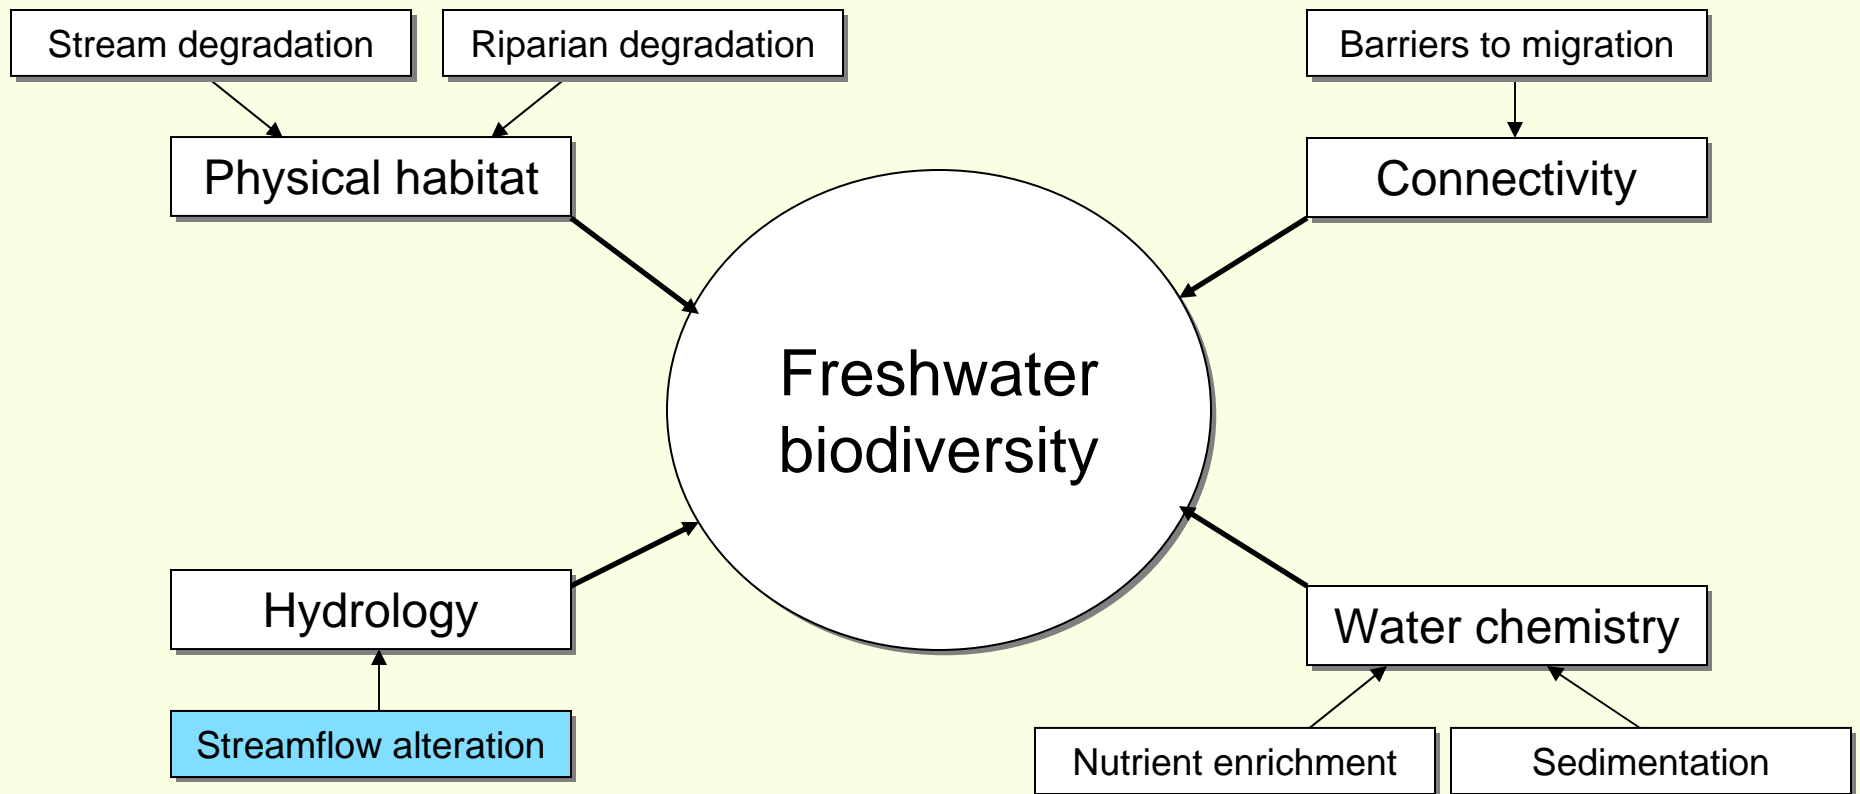 Stream degradation
Riparian degradation
Barriers to migration
Physical habitat
Connectivity
Freshwater
biodiversity
Hydrology
Water chemistry
Streamflow alteration
Nutrient enrichment
Sedimentation